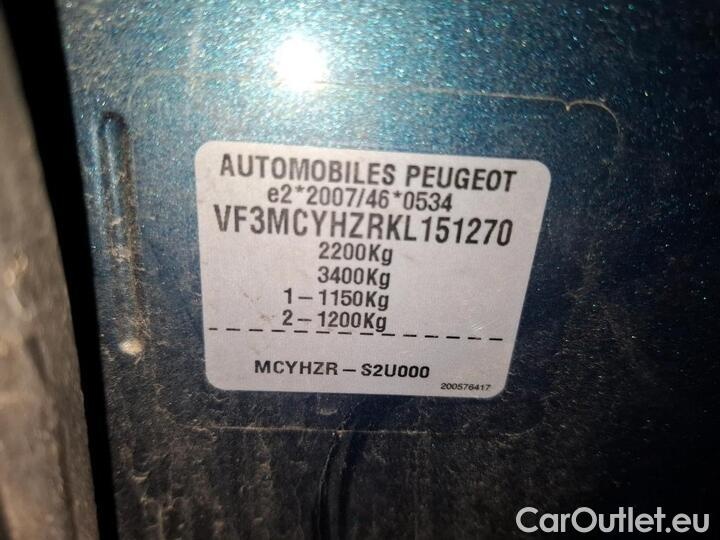 AUTOMOBILES PEUGEOT
e2*2007/46*0534
VF3MCYHZRKL151270
2200Kg
3400Kg
1-1150Kg
2-1200Kg
MCYHZR-S2U000
200576417
CarOutlet.eu